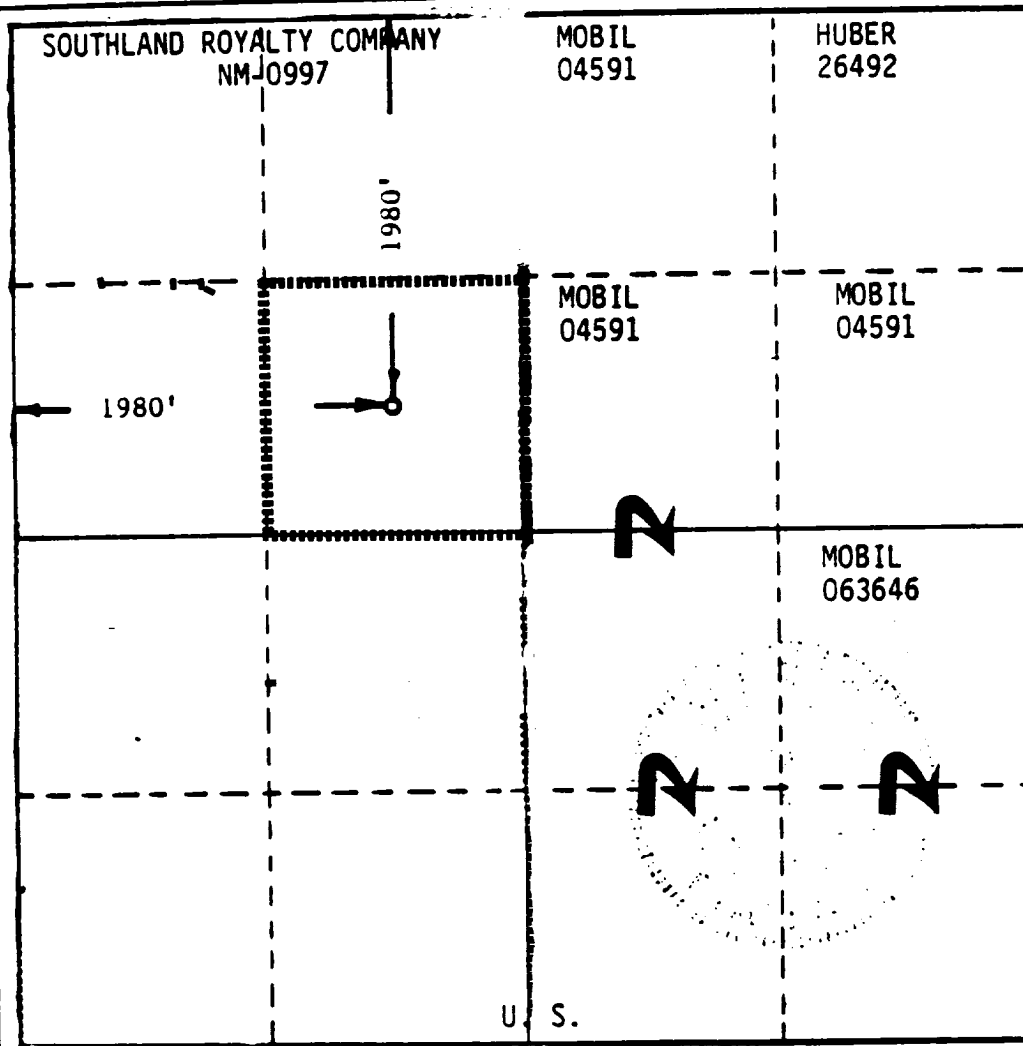 SOUTHLAND ROYALTY COMPANY
NM-0997
MOBIL
04591
HUBER
26492
1980'
MOBIL
04591
MOBIL
04591
1980'
MOBIL
063646
U. S.